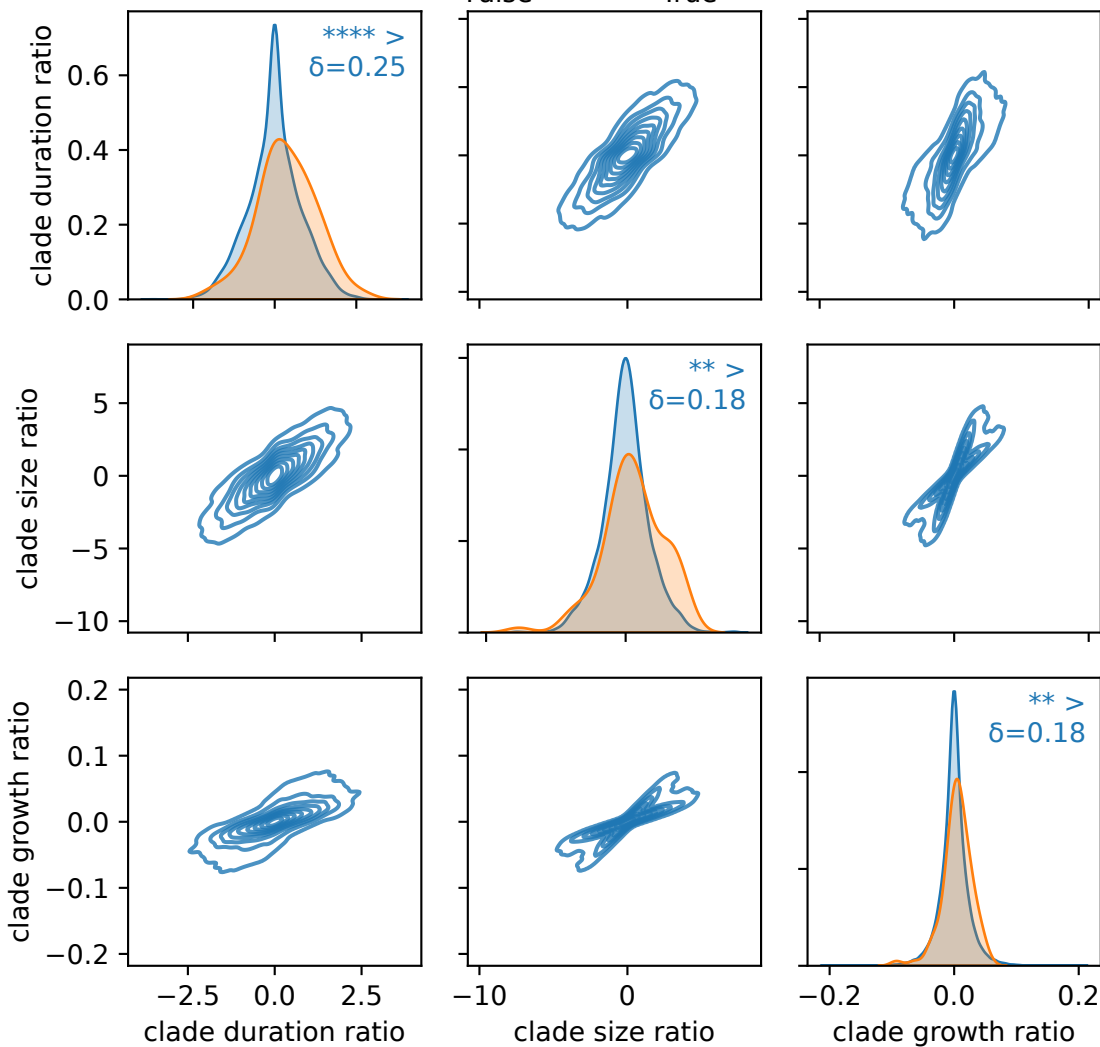 True
clade duration ratio
0.6
0.4
0.2
0.0
**** >
δ=0.25
clade size ratio
5
0
−5
−10
** >
δ=0.18
clade growth ratio
0.2
0.1
0.0
−0.1
−0.2
** >
δ=0.18
−2.5 0.0 2.5
−10 0
−0.2 0.0 0.2
clade duration ratio
clade size ratio
clade growth ratio